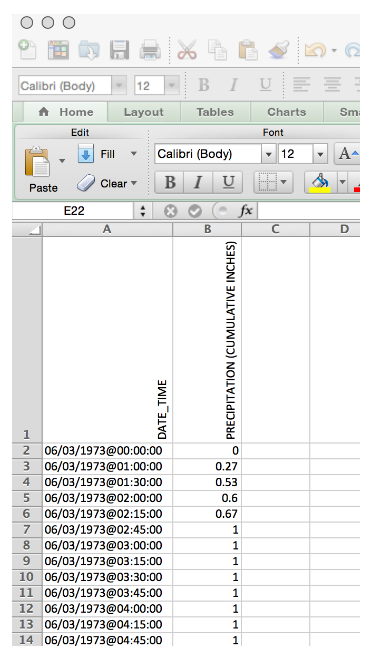 Calibri (Body) 12 B I U
Home Layout Tables Charts Sm
Edit Font
Fill Calibri (Body) 12 A
Paste Clear B I U
E22 fx
A B C D
1 DATE_TIME PRECIPITATION (CUMULATIVE INCHES)
2 06/03/1973@00:00:00 0
3 06/03/1973@01:00:00 0.27
4 06/03/1973@01:30:00 0.53
5 06/03/1973@02:00:00 0.6
6 06/03/1973@02:15:00 0.67
7 06/03/1973@02:45:00 1
8 06/03/1973@03:00:00 1
9 06/03/1973@03:15:00 1
10 06/03/1973@03:30:00 1
11 06/03/1973@03:45:00 1
12 06/03/1973@04:00:00 1
13 06/03/1973@04:15:00 1
14 06/03/1973@04:45:00 1